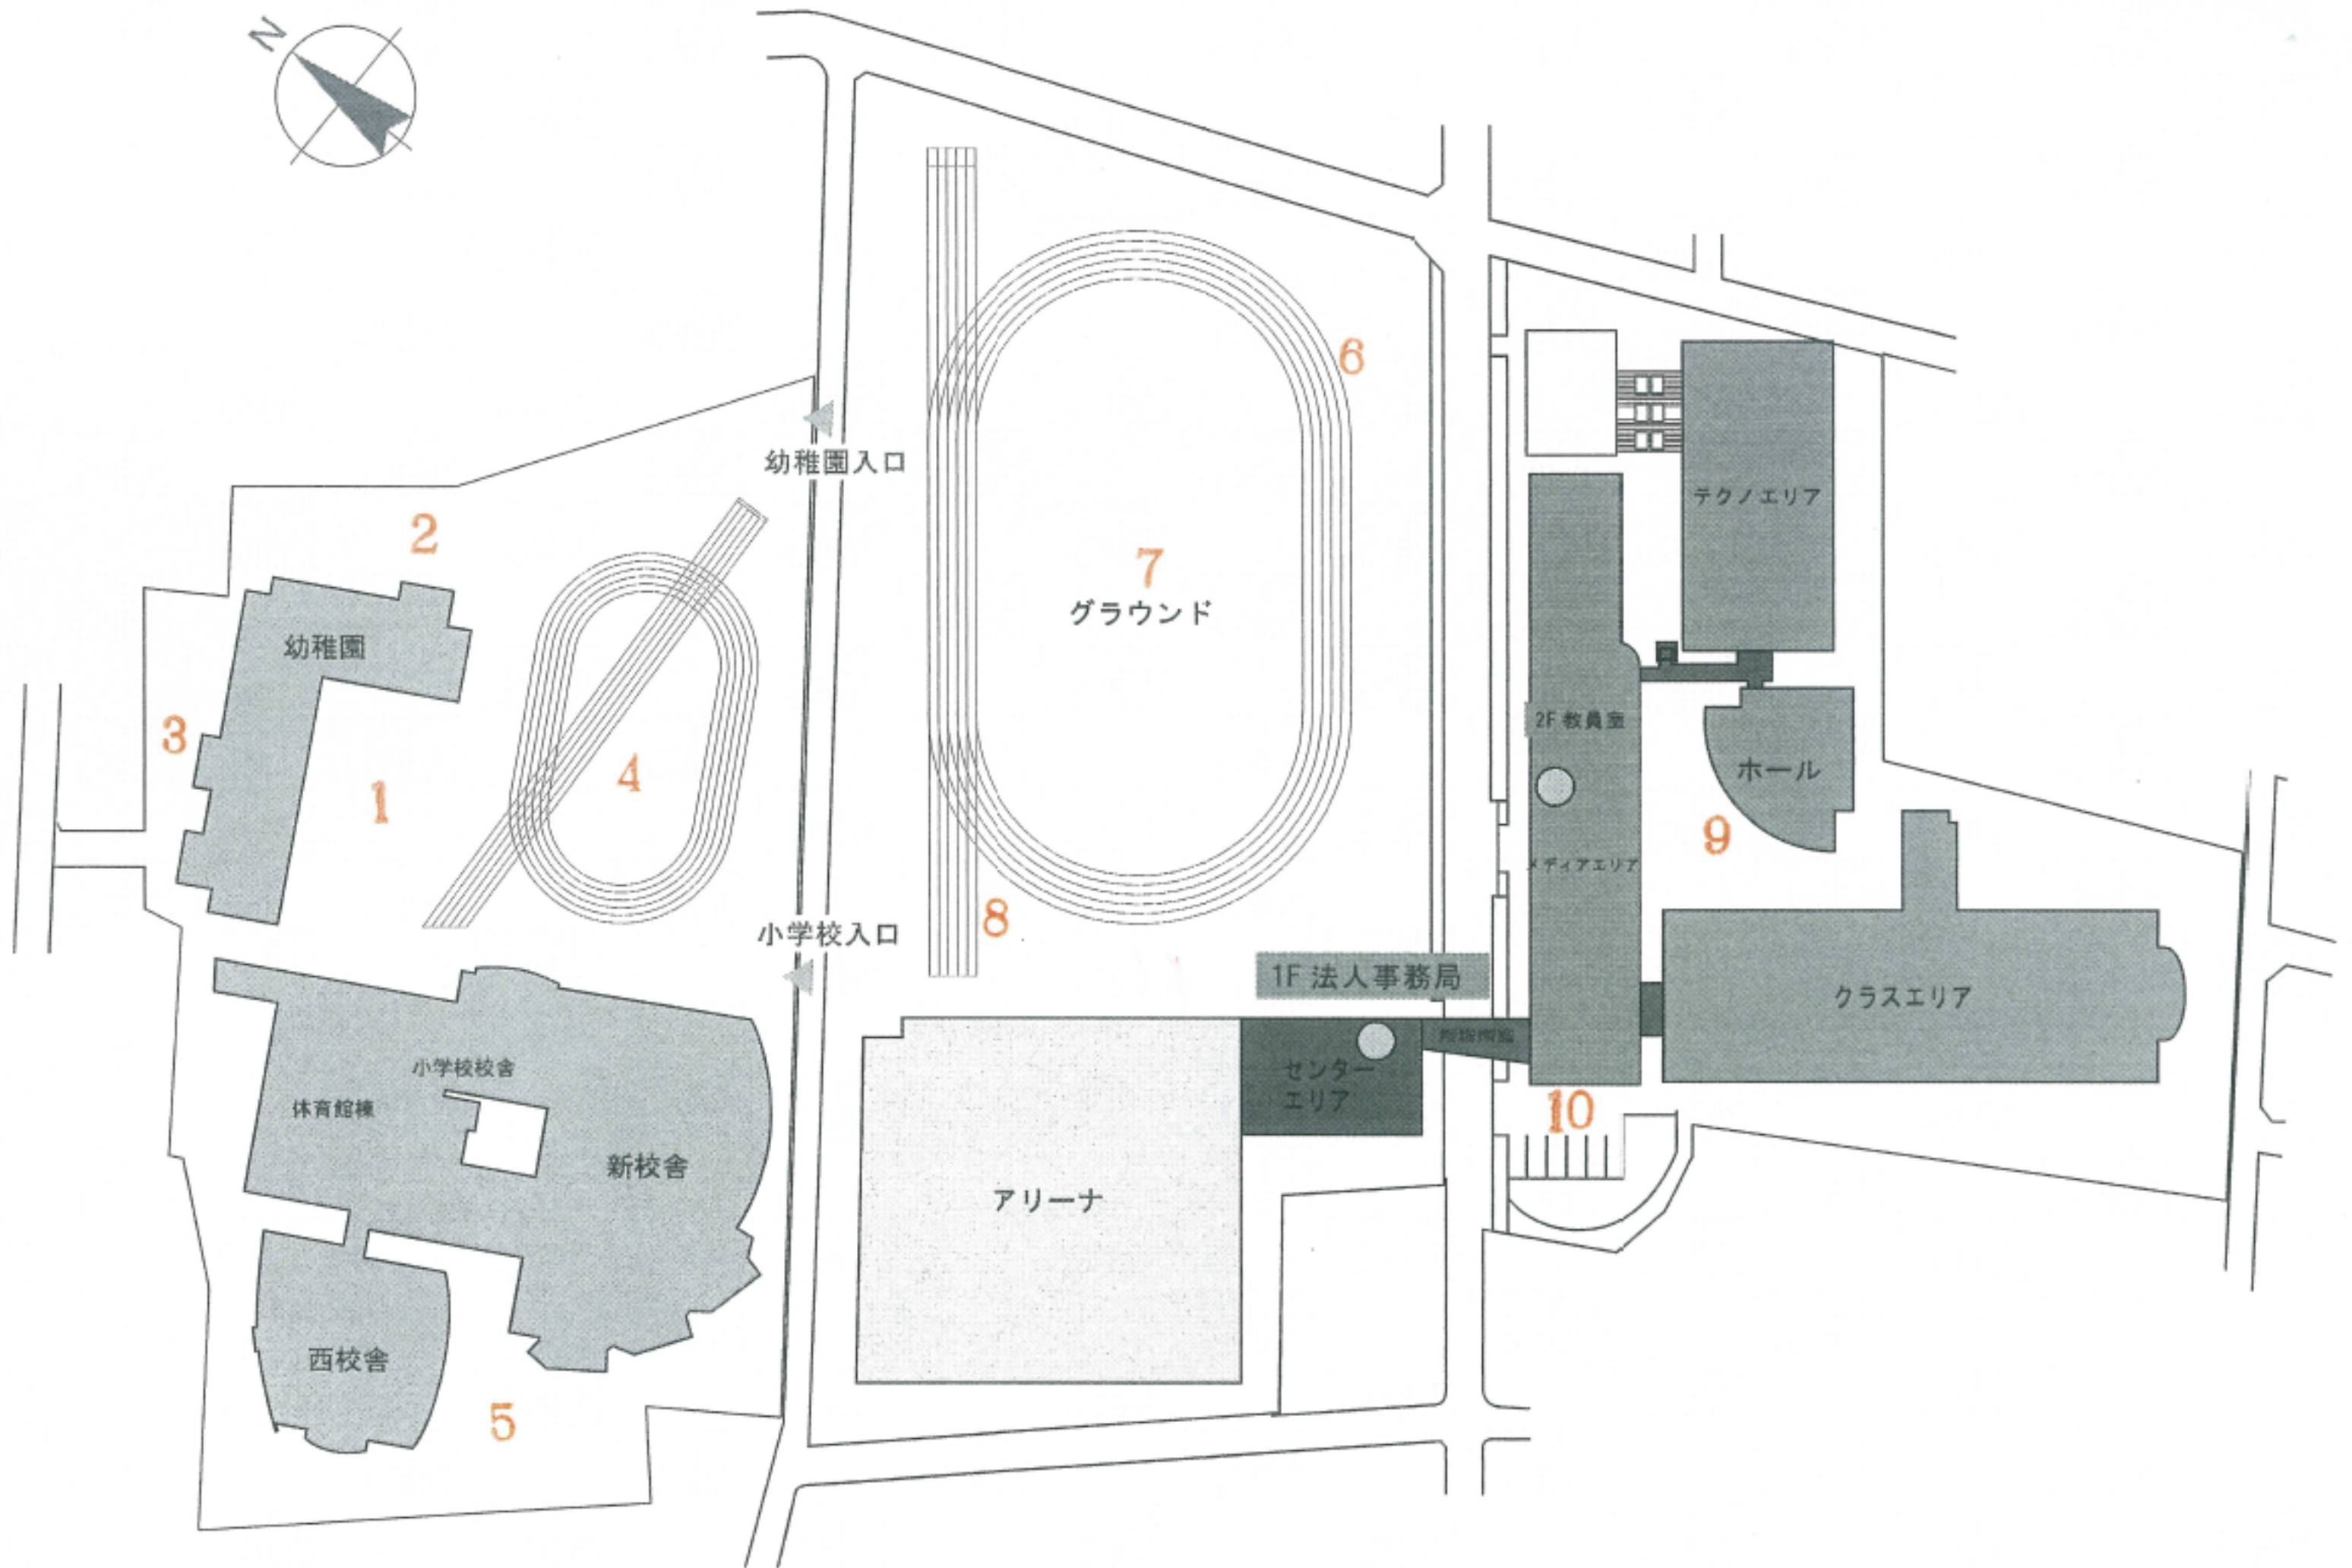 N
6
幼稚園入口
2
テクノエリア
7
グラウンド
幼稚園
3
2F 教員室
4
1
ホール
9
メディアエリア
8
小学校入口
1F 法人事務局
クラスエリア
小学校校舎
体育館棟
センター
エリア
10
新校舎
アリーナ
西校舎
5